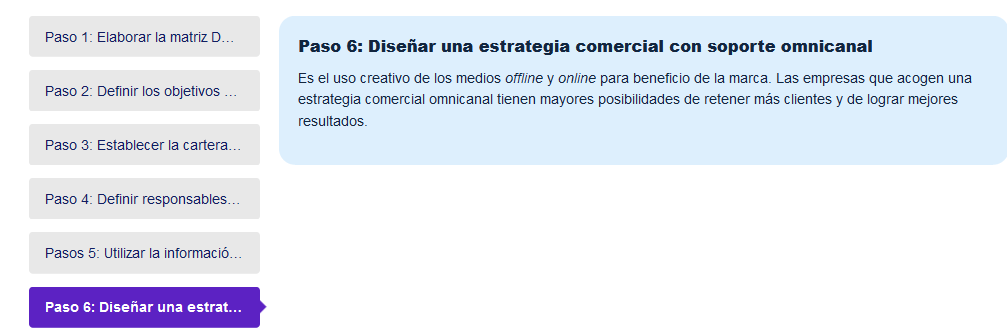 Paso 1: Elaborar la matriz D...
Paso 2: Definir los objetivos ...
Paso 3: Establecer la cartera...
Paso 4: Definir responsables...
Pasos 5: Utilizar la informació...
Paso 6: Diseñar una estrat...
Paso 6: Diseñar una estrategia comercial con soporte omnicanal
Es el uso creativo de los medios offline y online para beneficio de la marca. Las empresas que acogen una
estrategia comercial omnicanal tienen mayores posibilidades de retener más clientes y de lograr mejores
resultados.